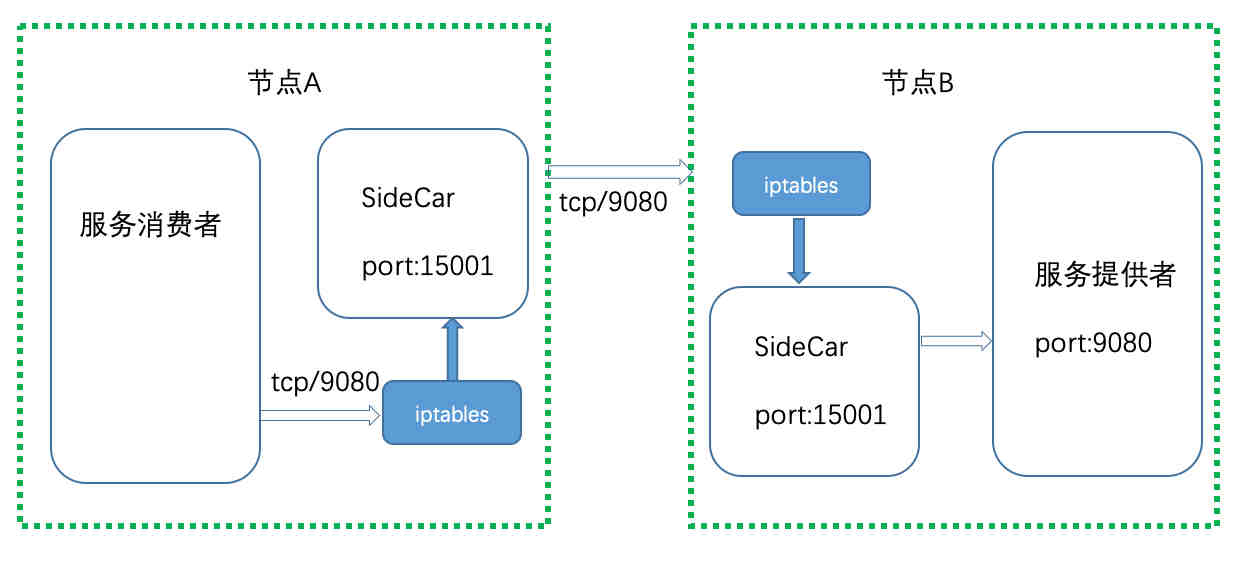 节点A
服务消费者
SideCar
port:15001
tcp/9080
iptables
tcp/9080
节点B
iptables
SideCar
port:15001
服务提供者
port:9080